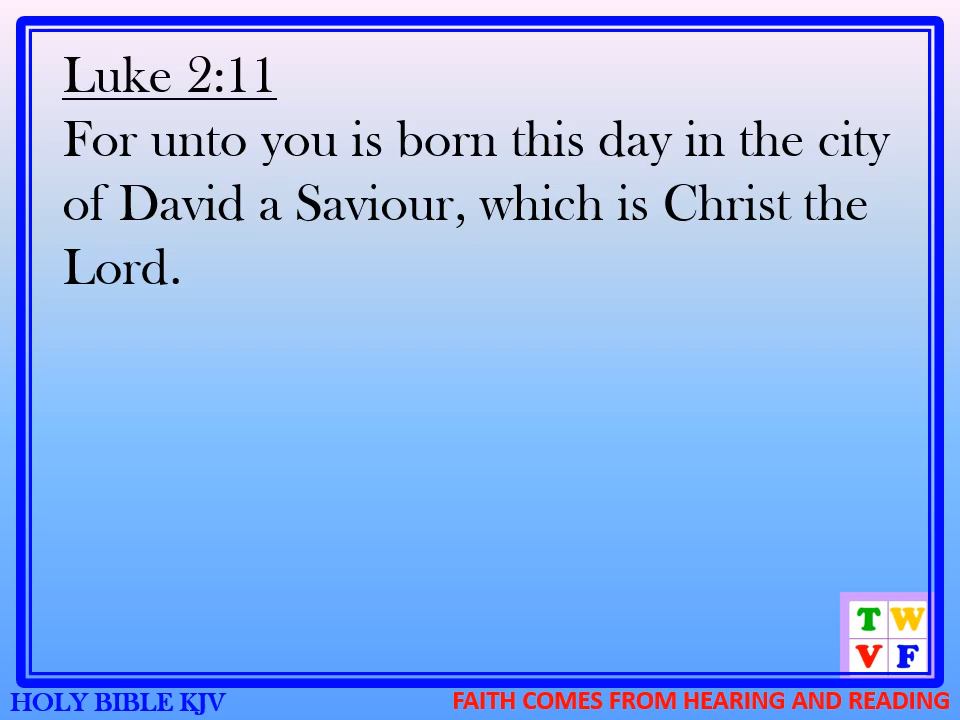 Luke 2:11
For unto you is born this day in the city
of David a Saviour, which is Christ the
Lord.
T W
V F
HOLY BIBLE KJV
FAITH COMES FROM HEARING AND READING